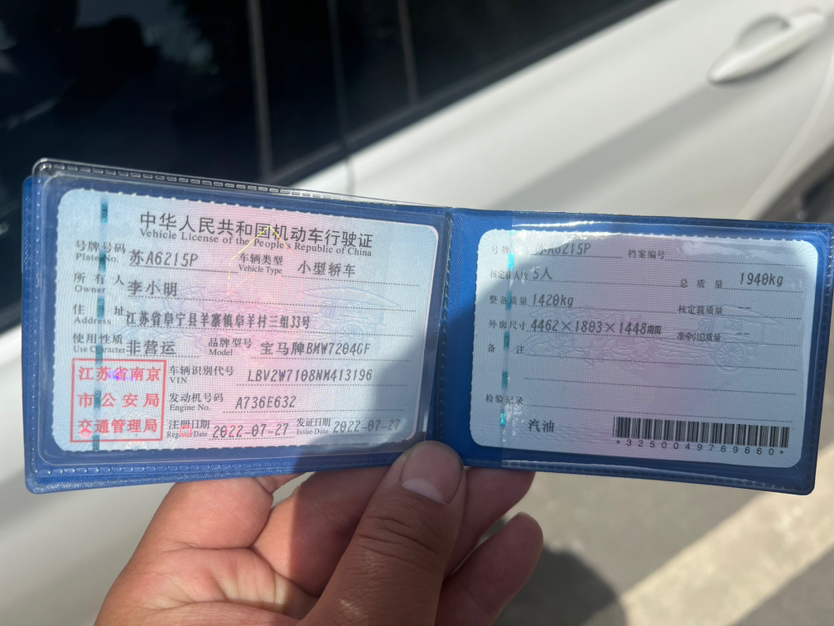 中华人民共和国机动车行驶证
Vehicle License of the People's Republic of China
号牌号码 苏A6215P 车辆类型 小型轿车
Plate No. Vehicle Type
所有人 李小明
Owner
住址 江苏省阜宁县羊寨镇阜羊村三组33号
Address
使用性质 非营运 品牌型号 宝马牌BMW7204GF
Use Character Model
江苏省南京
市公安局
交通管理局
车辆识别代号 LBV2W7108NM413196
VIN
发动机号码 A736E632
Engine No.
注册日期 2022-07-27 发证日期 2022-07-27
Register Date Issue Date
号牌号码 苏A6215P 档案编号
核定载人性 5人 总质量 1940kg
整备质量 1420kg 核定载质量 --
外廓尺寸 4462×1803×1448 准牵引总质量 --
备注
检验记录
汽油
*3250049769660*